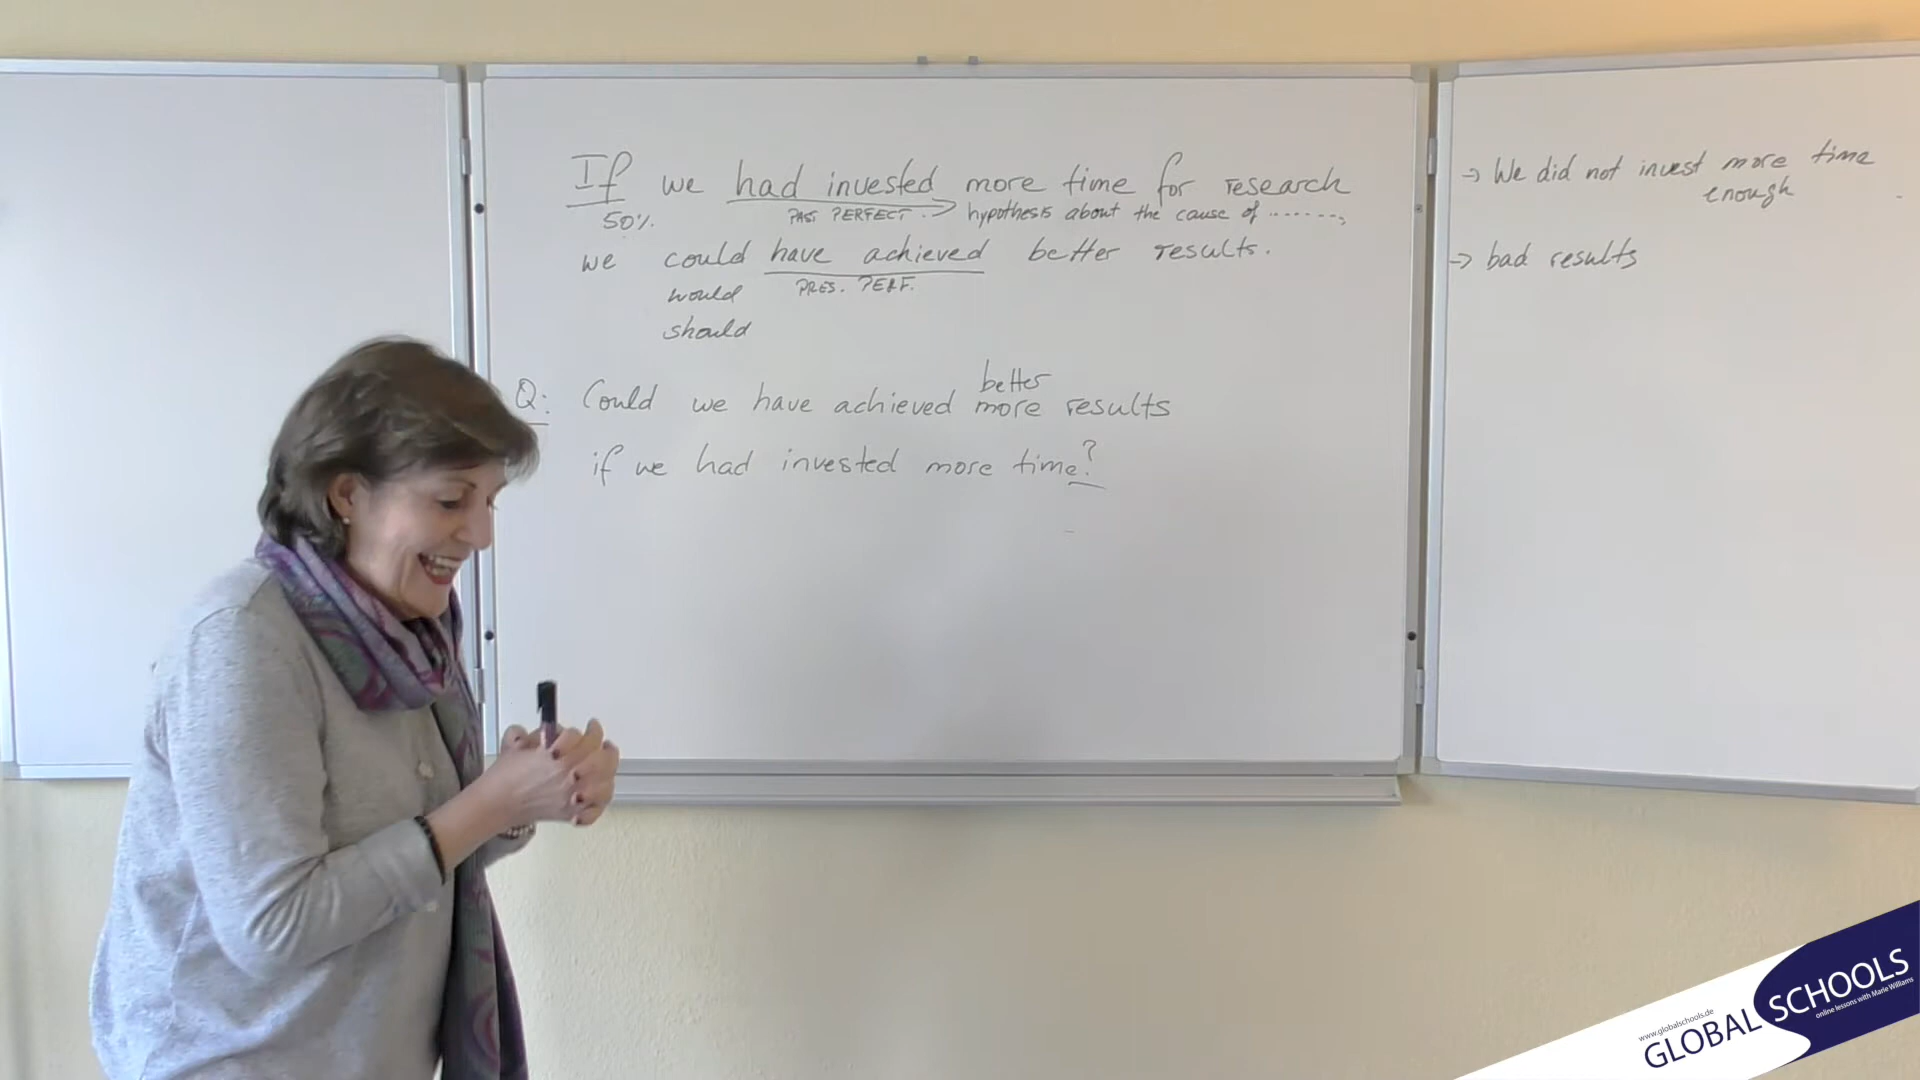 If we had invested more time for research
50%. PAST PERFECT. -> hypothesis about the cause of .......,
we could have achieved better results.
would PRES. PERF.
should
Q: Could we have achieved more results
better
if we had invested more time?
-> We did not invest more time
enough
-> bad results
www.globalschools.de
GLOBAL SCHOOLS
online lessons with Marie Williams